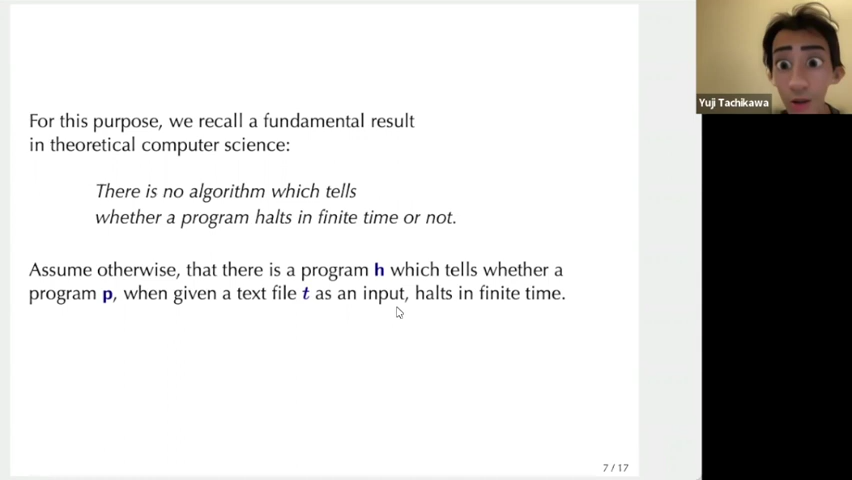 For this purpose, we recall a fundamental result
in theoretical computer science:
There is no algorithm which tells
whether a program halts in finite time or not.
Assume otherwise, that there is a program h which tells whether a
program p, when given a text file t as an input, halts in finite time.
7 / 17
Yuji Tachikawa